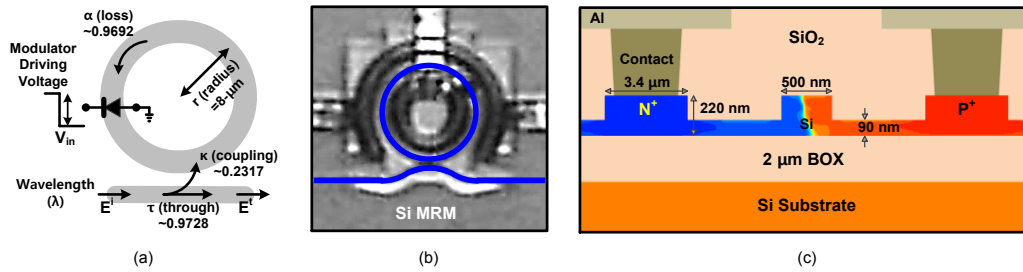 α (loss)
~0.9692
Modulator
Driving
Voltage
V_in
r (radius)
~8-µm
κ (coupling)
~0.2317
Wavelength
(λ)
E^i
τ (through)
~0.9728
E^t
(a)
Si MRM
(b)
Al
SiO₂
Contact
3.4 µm
500 nm
N⁺
220 nm
Si
90 nm
P⁺
2 µm BOX
Si Substrate
(c)